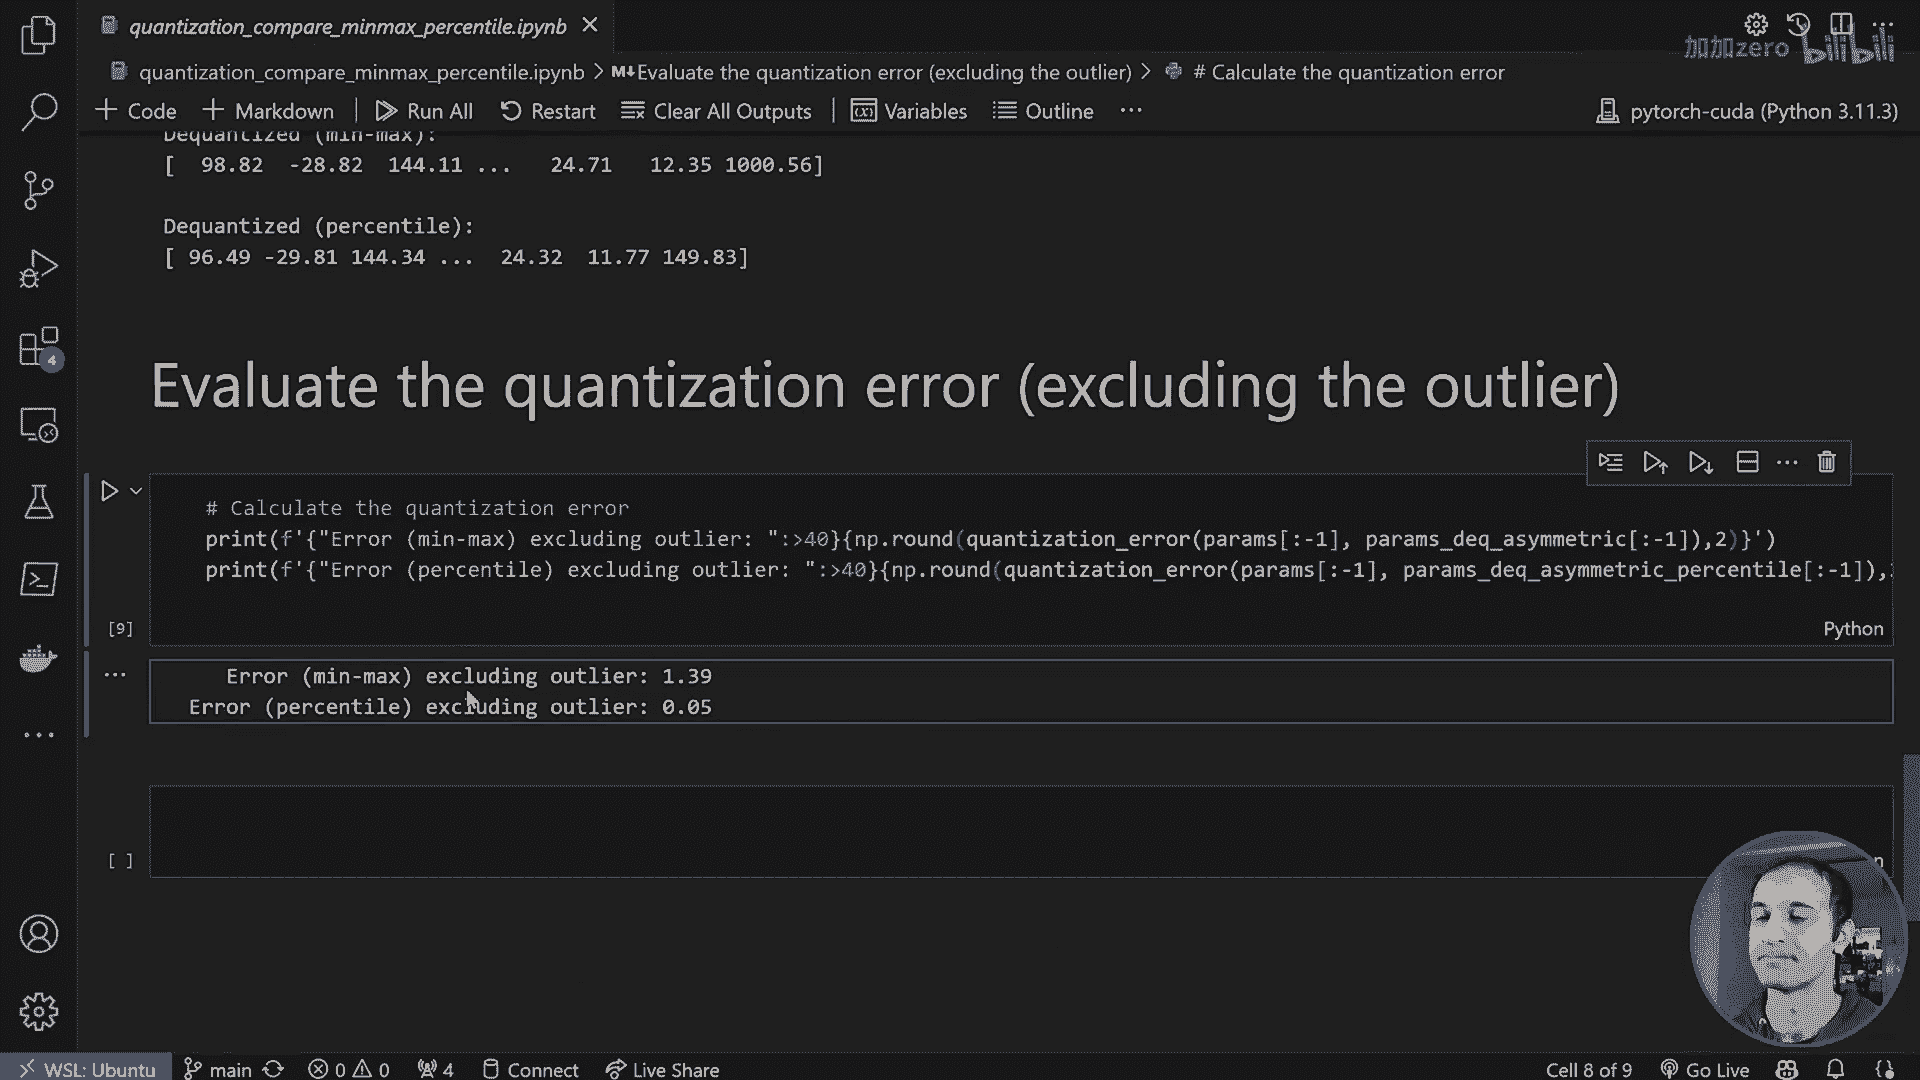 quantization_compare_minmax_percentile.ipynb
加加zero bilibili
quantization_compare_minmax_percentile.ipynb > M↓Evaluate the quantization error (excluding the outlier) > # Calculate the quantization error
+ Code + Markdown | Run All Restart Clear All Outputs | Variables Outline ··· pytorch-cuda (Python 3.11.3)
Dequantized (min-max):
[  98.82  -28.82  144.11 ...   24.71   12.35 1000.56]
Dequantized (percentile):
[ 96.49 -29.81 144.34 ...  24.32  11.77 149.83]
Evaluate the quantization error (excluding the outlier)
# Calculate the quantization error
print(f'{"Error (min-max) excluding outlier: ":>40}{np.round(quantization_error(params[:-1], params_deq_asymmetric[:-1]),2)}')
print(f'{"Error (percentile) excluding outlier: ":>40}{np.round(quantization_error(params[:-1], params_deq_asymmetric_percentile[:-1]),
[9]
Python
Error (min-max) excluding outlier: 1.39
Error (percentile) excluding outlier: 0.05
[ ]
4
WSL: Ubuntu main 0 0 4 Connect Live Share Cell 8 of 9 Go Live